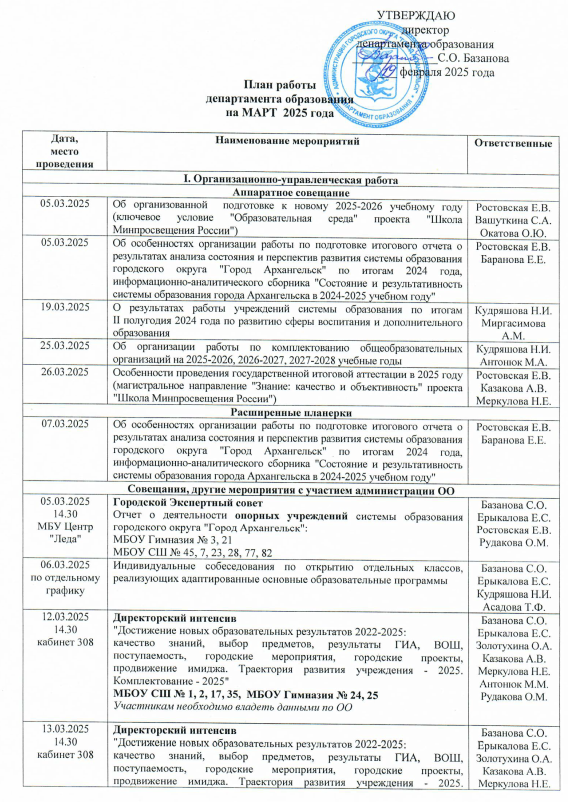 УТВЕРЖДАЮ
директор
департамента образования
С.О. Базанова
февраля 2025 года
План работы
департамента образования
на МАРТ 2025 года
Дата, место проведения
Наименование мероприятий
Ответственные
I. Организационно-управленческая работа
Аппаратное совещание
05.03.2025
Об организованной подготовке к новому 2025-2026 учебному году
(ключевое условие "Образовательная среда" проекта "Школа
Минпросвещения России")
Ростовская Е.В.
Вашуткина С.А.
Окатова О.Ю.
05.03.2025
Об особенностях организации работы по подготовке итогового отчета о
результатах анализа состояния и перспектив развития системы образования
городского округа "Город Архангельск" по итогам 2024 года,
информационно-аналитического сборника "Состояние и результативность
системы образования города Архангельска в 2024-2025 учебном году"
Ростовская Е.В.
Баранова Е.Е.
19.03.2025
О результатах работы учреждений системы образования по итогам
II полугодия 2024 года по развитию сферы воспитания и дополнительного
образования
Кудряшова Н.И.
Миргасимова
А.М.
25.03.2025
Об организации работы по комплектованию общеобразовательных
организаций на 2025-2026, 2026-2027, 2027-2028 учебные годы
Кудряшова Н.И.
Антонюк М.А.
26.03.2025
Особенности проведения государственной итоговой аттестации в 2025 году
(магистральное направление "Знание: качество и объективность" проекта
"Школа Минпросвещения России")
Ростовская Е.В.
Казакова А.В.
Меркулова Н.Е.
Расширенные планерки
07.03.2025
Об особенностях организации работы по подготовке итогового отчета о
результатах анализа состояния и перспектив развития системы образования
городского округа "Город Архангельск" по итогам 2024 года,
информационно-аналитического сборника "Состояние и результативность
системы образования города Архангельска в 2024-2025 учебном году"
Ростовская Е.В.
Баранова Е.Е.
Совещания, другие мероприятия с участием администрации ОО
05.03.2025
14.30
МБУ Центр
"Леда"
Городской Экспертный совет
Отчет о деятельности опорных учреждений системы образования
городского округа "Город Архангельск":
МБОУ Гимназия № 3, 21
МБОУ СШ № 45, 7, 23, 28, 77, 82
Базанова С.О.
Ерыкалова Е.С.
Ростовская Е.В.
Рудакова О.М.
06.03.2025
по отдельному
графику
Индивидуальные собеседования по открытию отдельных классов,
реализующих адаптированные основные образовательные программы
Базанова С.О.
Ерыкалова Е.С.
Кудряшова Н.И.
Асадова Т.Ф.
12.03.2025
14.30
кабинет 308
Директорский интенсив
"Достижение новых образовательных результатов 2022-2025:
качество знаний, выбор предметов, результаты ГИА, ВОШ,
поступаемость, городские мероприятия, городские проекты,
продвижение имиджа. Траектория развития учреждения - 2025.
Комплектование - 2025"
МБОУ СШ № 1, 2, 17, 35, МБОУ Гимназия № 24, 25
Участникам необходимо владеть данными по ОО
Базанова С.О.
Ерыкалова Е.С.
Золотухина О.А.
Казакова А.В.
Меркулова Н.Е.
Антонюк М.М.
Рудакова О.М.
13.03.2025
14.30
кабинет 308
Директорский интенсив
"Достижение новых образовательных результатов 2022-2025:
качество знаний, выбор предметов, результаты ГИА, ВОШ,
поступаемость, городские мероприятия, городские проекты,
продвижение имиджа. Траектория развития учреждения - 2025.
Базанова С.О.
Ерыкалова Е.С.
Золотухина О.А.
Казакова А.В.
Меркулова Н.Е.